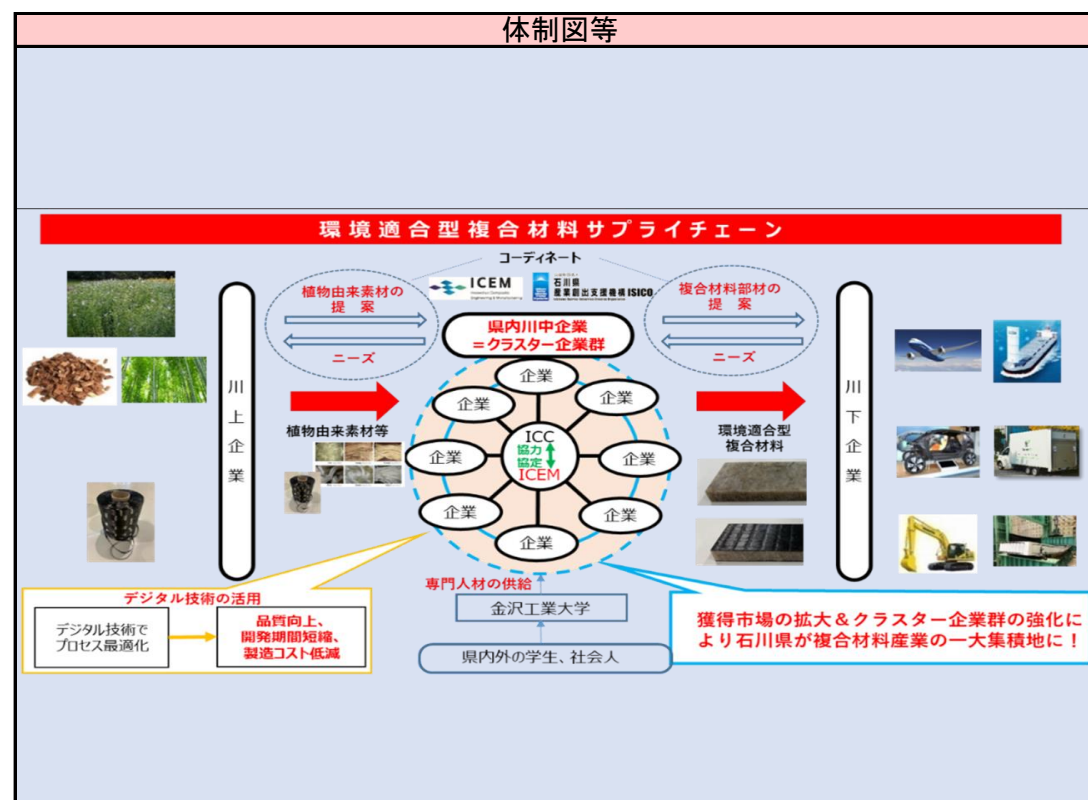 体制図等
環境適合型複合材料サプライチェーン
コーディネート
植物由来素材の
提案
ニーズ
ICEM
石川県
産業創出支援機構 ISICO
複合材料部材の
提案
ニーズ
県内川中企業
＝クラスター企業群
川上企業
企業
企業
企業
企業
企業
企業
企業
企業
ICC
協力
協定
ICEM
川下企業
植物由来素材等
環境適合型
複合材料
専門人材の供給
金沢工業大学
県内外の学生、社会人
デジタル技術の活用
デジタル技術で
プロセス最適化
品質向上、
開発期間短縮、
製造コスト低減
獲得市場の拡大＆クラスター企業群の強化に
より石川県が複合材料産業の一大集積地に！